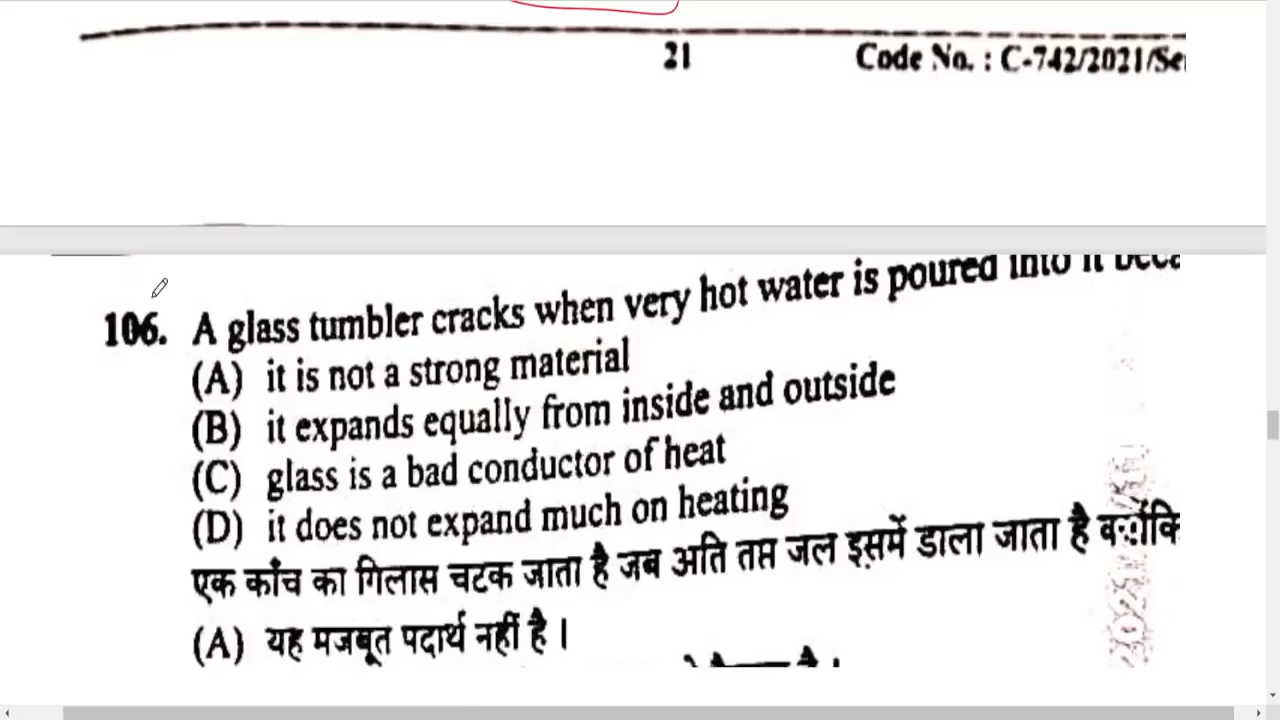 21
Code No. : C-742/2021/Se
106. A glass tumbler cracks when very hot water is poured into it beca
(A) it is not a strong material
(B) it expands equally from inside and outside
(C) glass is a bad conductor of heat
(D) it does not expand much on heating
एक काँच का गिलास चटक जाता है जब अति तप्त जल इसमें डाला जाता है क्योंकि
(A) यह मजबूत पदार्थ नहीं है ।